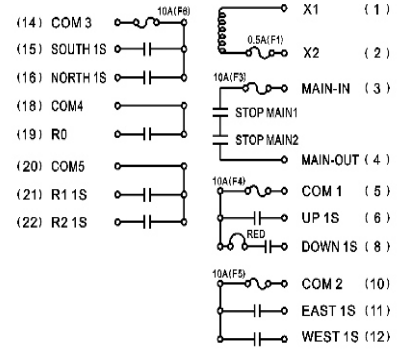 10A(F6)
(14) COM 3
(15) SOUTH 1S
(16) NORTH 1S
(18) COM4
(19) R0
(20) COM5
(21) R1 1S
(22) R2 1S
X1 (1)
0.5A(F1)
X2 (2)
10A(F3)
MAIN-IN (3)
STOP MAIN1
STOP MAIN2
MAIN-OUT (4)
10A(F4)
COM 1 (5)
UP 1S (6)
RED
DOWN 1S (8)
10A(F5)
COM 2 (10)
EAST 1S (11)
WEST 1S (12)